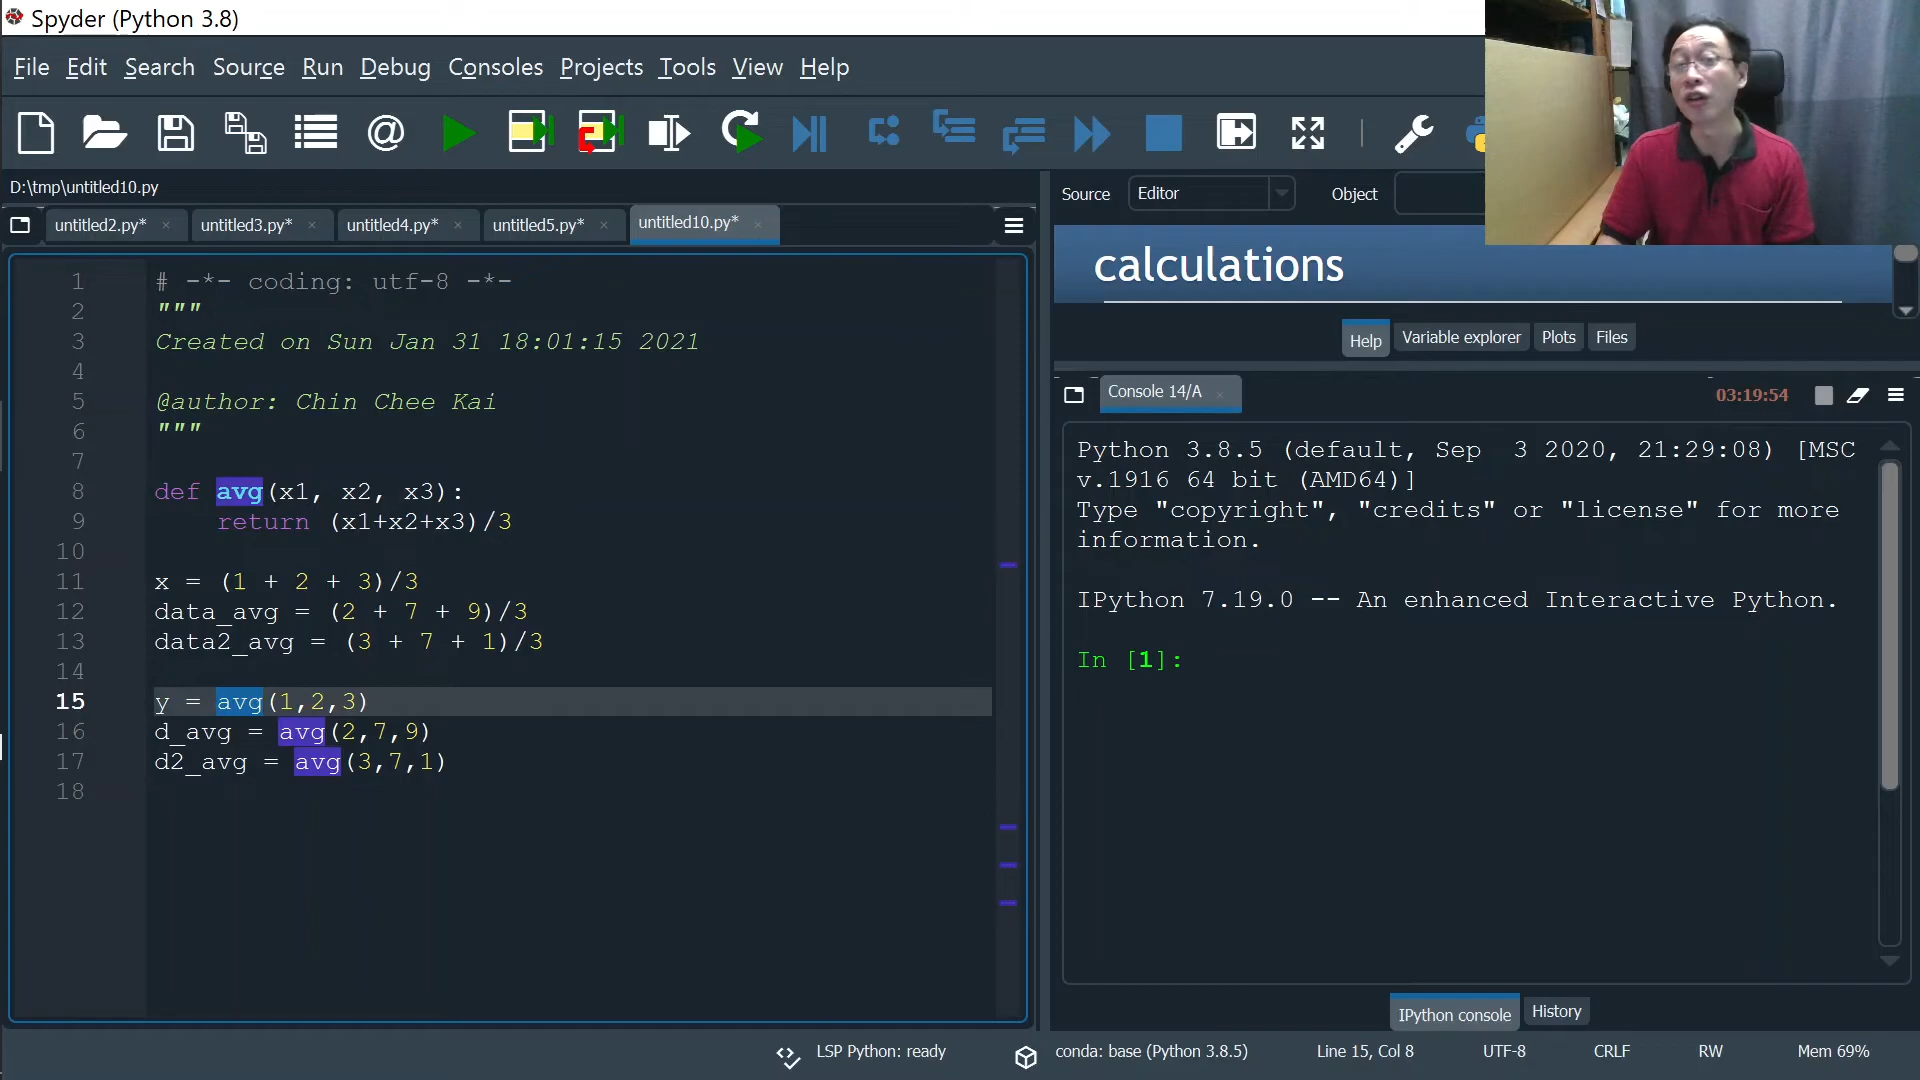 Spyder (Python 3.8)
File Edit Search Source Run Debug Consoles Projects Tools View Help
D:\tmp\untitled10.py
untitled2.py* untitled3.py* untitled4.py* untitled5.py* untitled10.py*
1 # -*- coding: utf-8 -*-
2 """
3 Created on Sun Jan 31 18:01:15 2021
4
5 @author: Chin Chee Kai
6 """
7
8 def avg(x1, x2, x3):
9     return (x1+x2+x3)/3
10
11 x = (1 + 2 + 3)/3
12 data_avg = (2 + 7 + 9)/3
13 data2_avg = (3 + 7 + 1)/3
14
15 y = avg(1,2,3)
16 d_avg = avg(2,7,9)
17 d2_avg = avg(3,7,1)
18
Source Editor Object
calculations
Help Variable explorer Plots Files
Console 14/A 03:19:54
Python 3.8.5 (default, Sep  3 2020, 21:29:08) [MSC
v.1916 64 bit (AMD64)]
Type "copyright", "credits" or "license" for more
information.
IPython 7.19.0 -- An enhanced Interactive Python.
In [1]:
IPython console History
LSP Python: ready conda: base (Python 3.8.5) Line 15, Col 8 UTF-8 CRLF RW Mem 69%